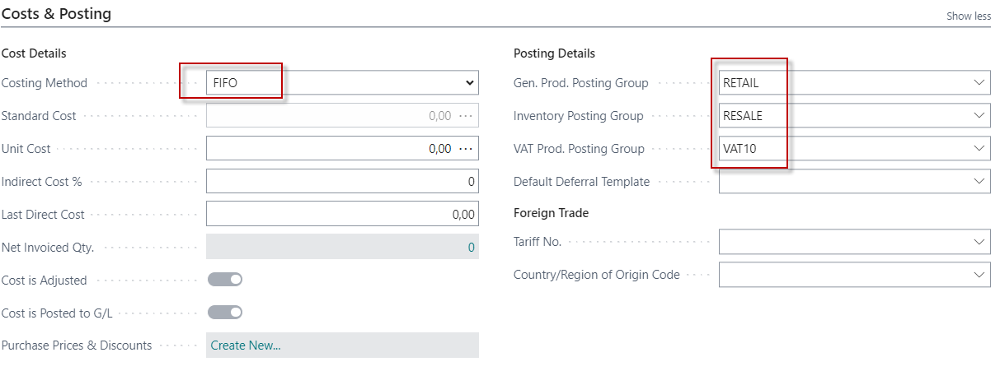 Costs & Posting
Show less
Cost Details
Costing Method FIFO
Standard Cost 0,00 ...
Unit Cost 0,00 ...
Indirect Cost % 0
Last Direct Cost 0,00
Net Invoiced Qty. 0
Cost is Adjusted
Cost is Posted to G/L
Purchase Prices & Discounts Create New...
Posting Details
Gen. Prod. Posting Group RETAIL
Inventory Posting Group RESALE
VAT Prod. Posting Group VAT10
Default Deferral Template
Foreign Trade
Tariff No.
Country/Region of Origin Code